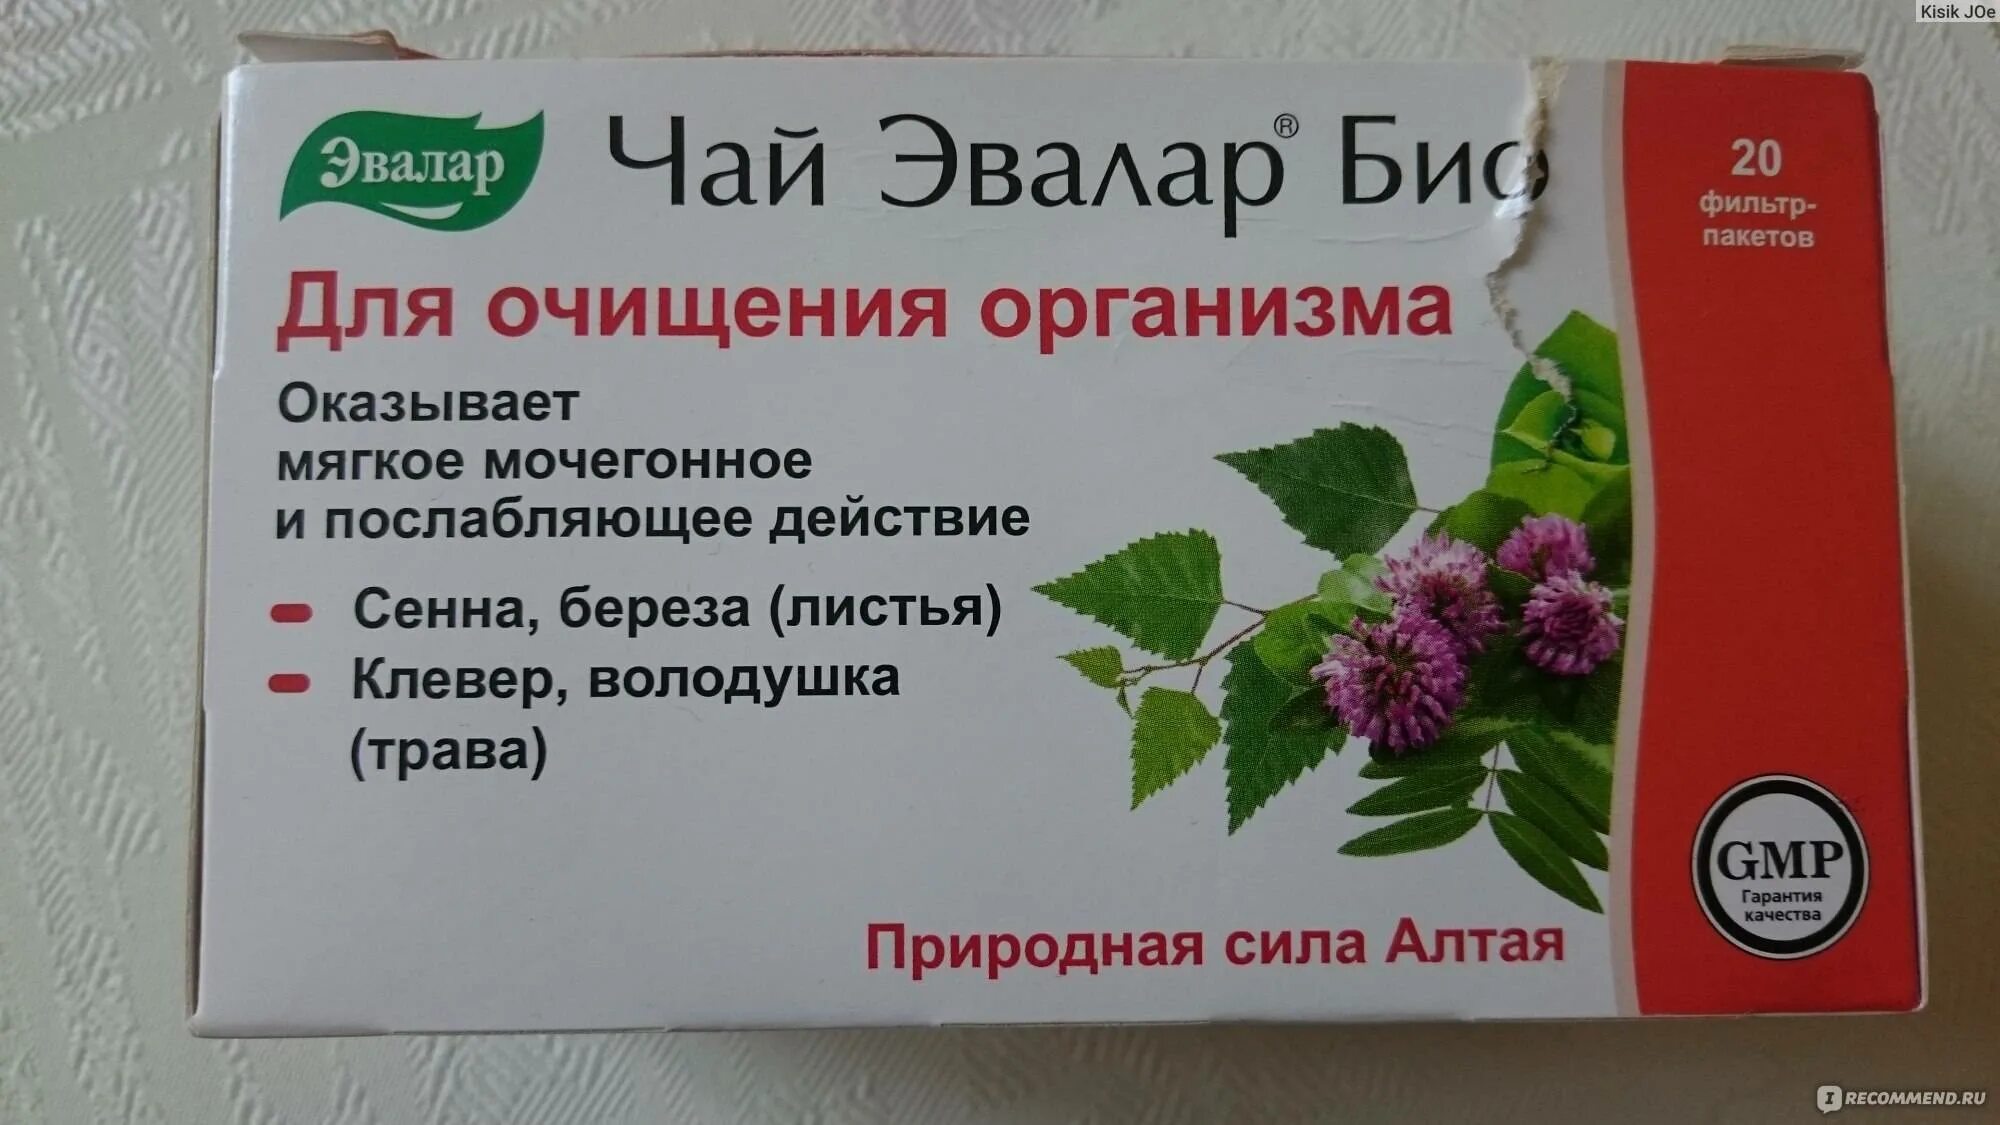 Kisik JOe
Эвалар
Чай Эвалар® Био
20
фильтр-
пакетов
Для очищения организма
Оказывает
мягкое мочегонное
и послабляющее действие
Сенна, береза (листья)
Клевер, володушка
(трава)
GMP
Гарантия
качества
Природная сила Алтая
I RECOMMEND.RU